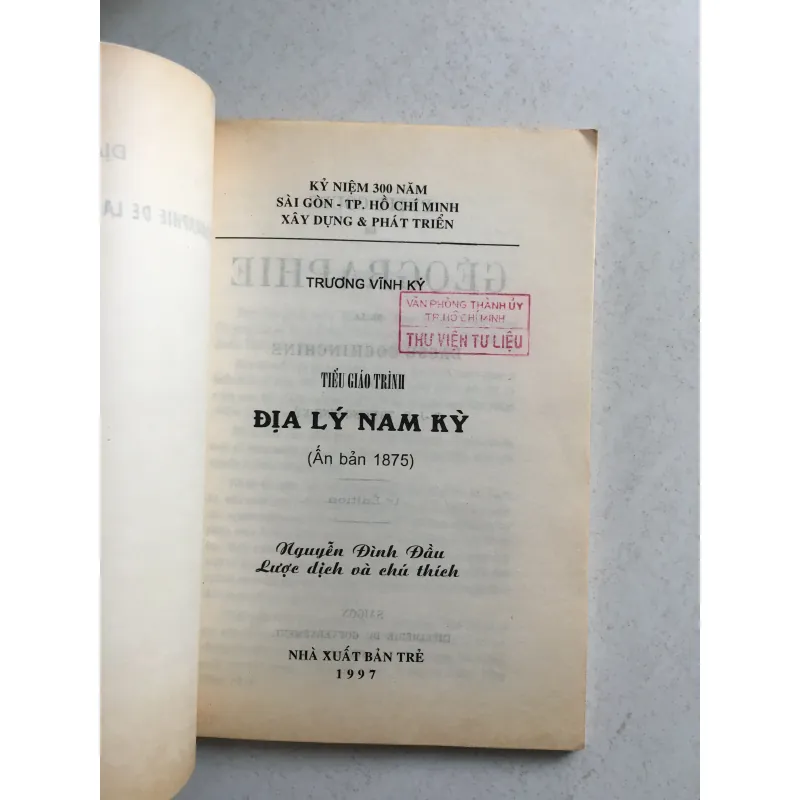 KỶ NIỆM 300 NĂM
SÀI GÒN - TP. HỒ CHÍ MINH
XÂY DỰNG & PHÁT TRIỂN
TRƯƠNG VĨNH KÝ
VĂN PHÒNG THÀNH ỦY
TP. HỒ CHÍ MINH
THƯ VIỆN TƯ LIỆU
TIỂU GIÁO TRÌNH
ĐỊA LÝ NAM KỲ
(Ấn bản 1875)
Nguyễn Đình Đầu
Lược dịch và chú thích
NHÀ XUẤT BẢN TRẺ
1997